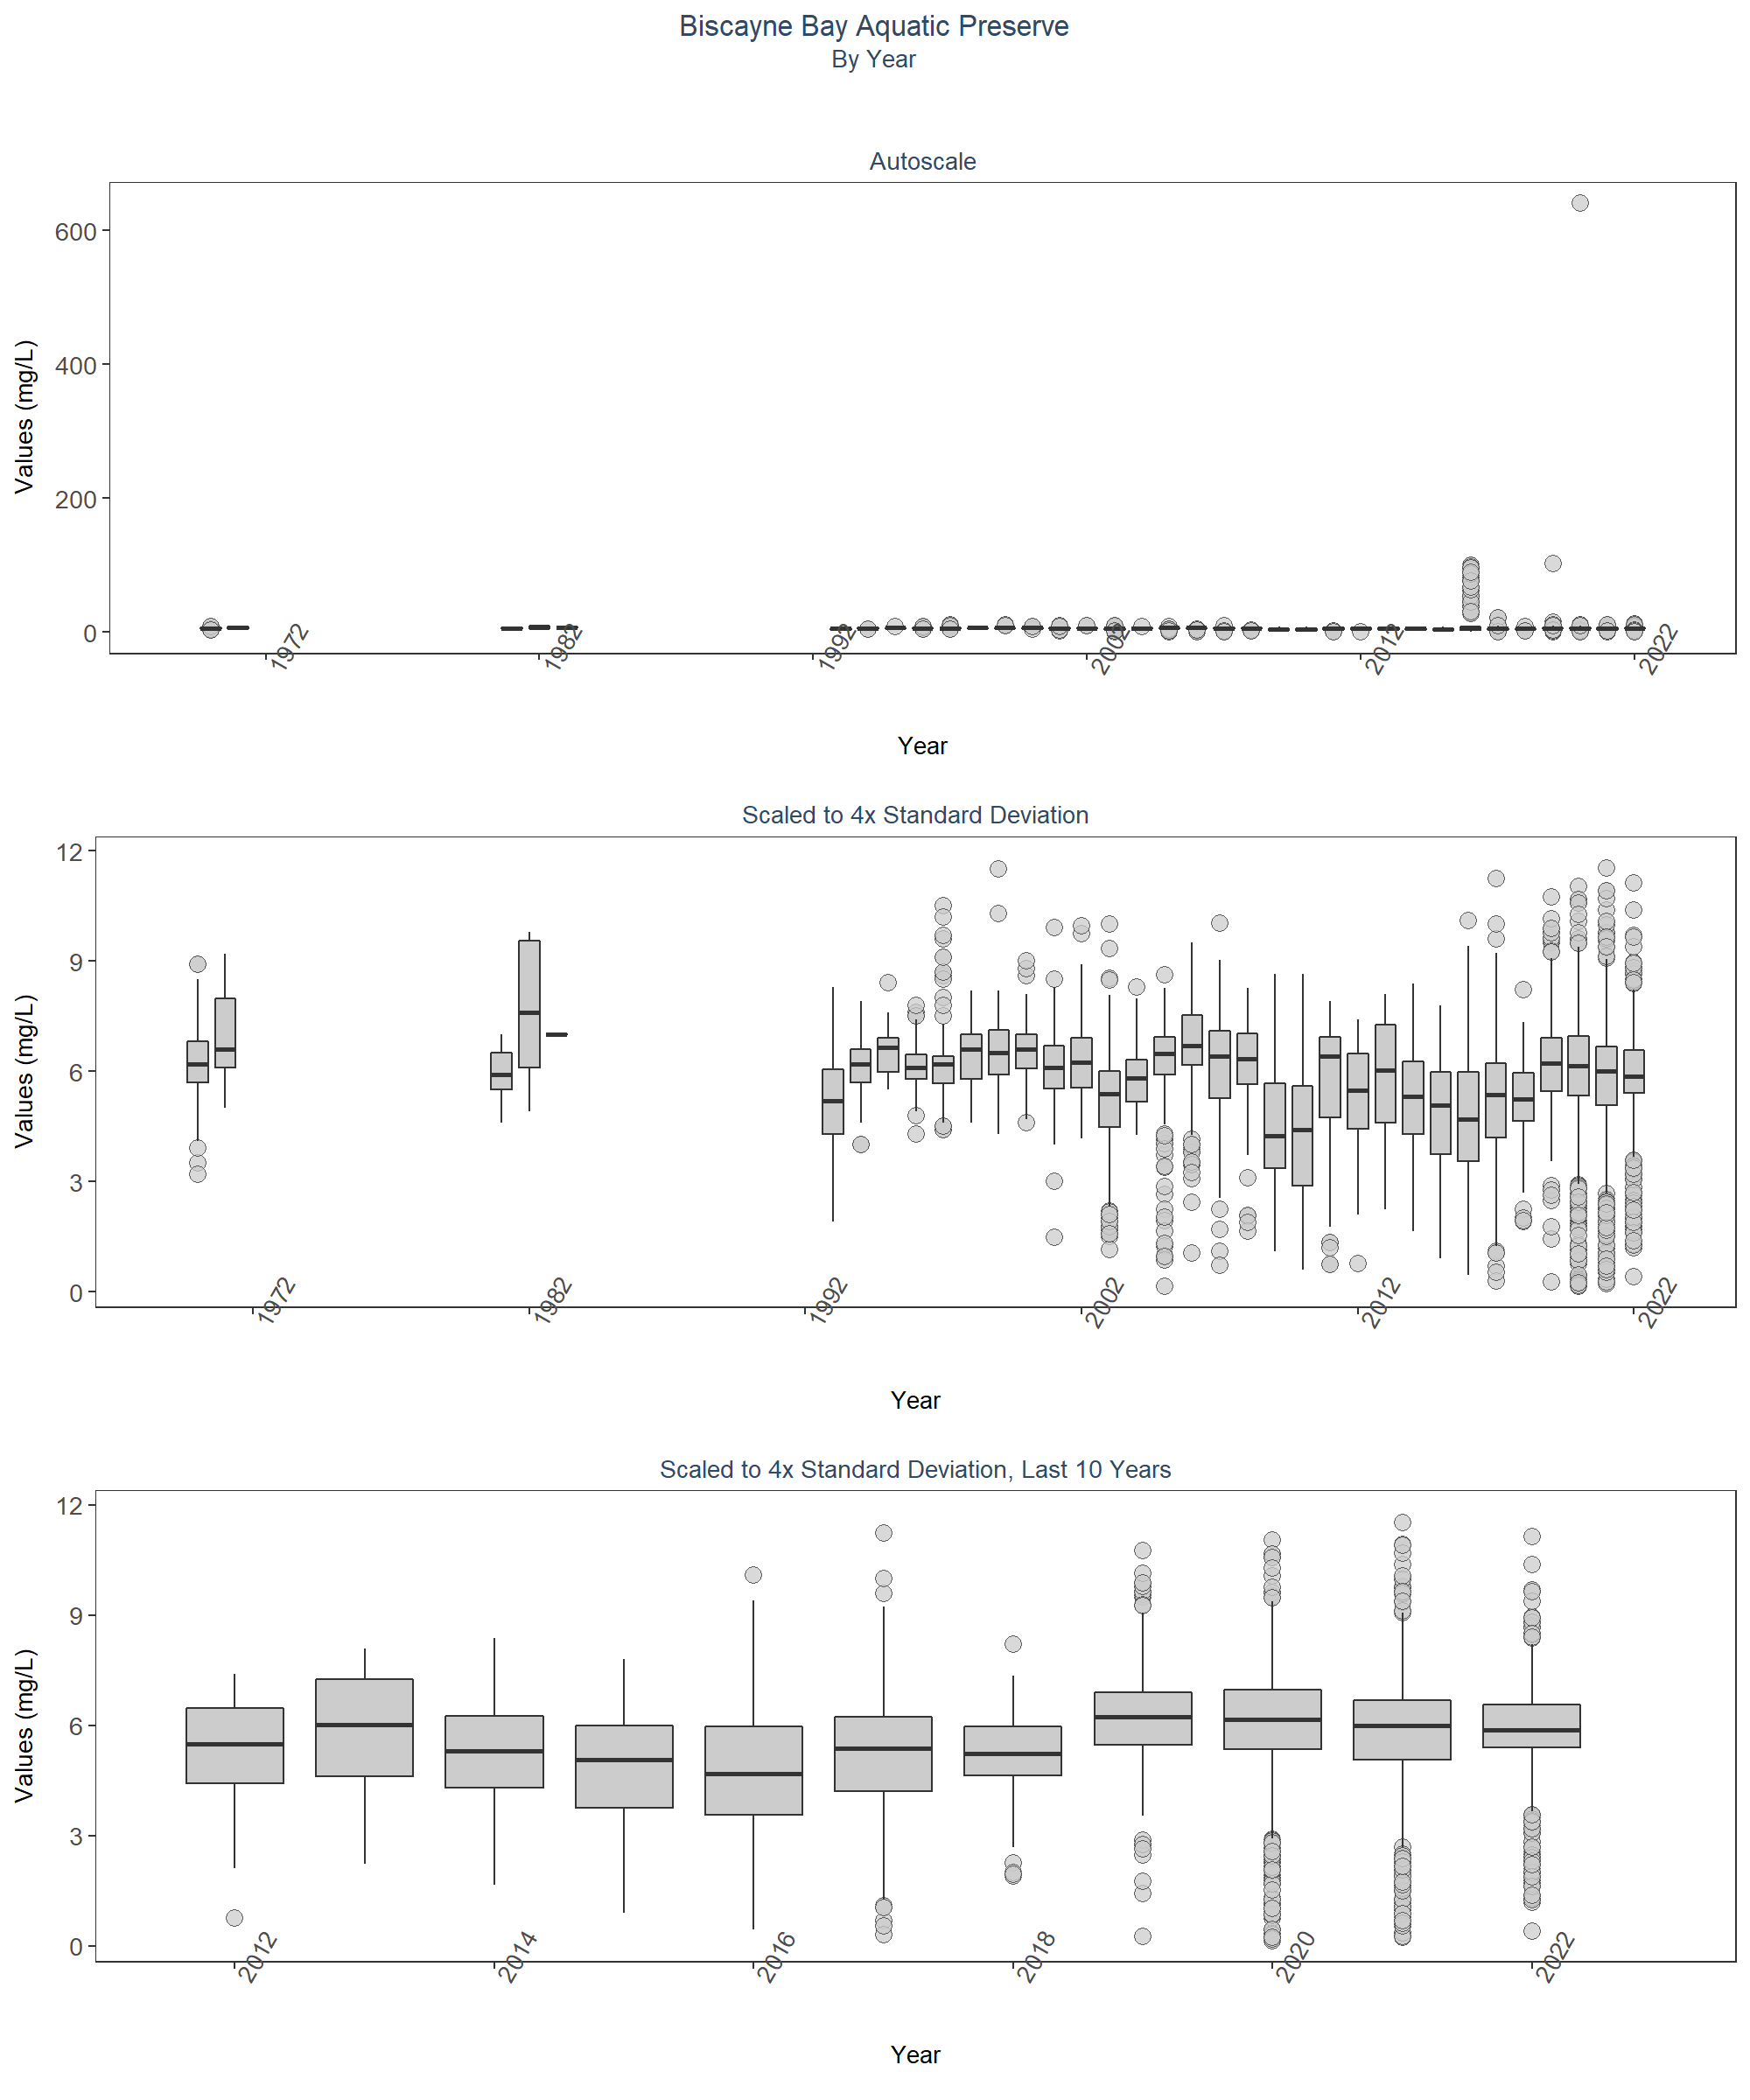 Biscayne Bay Aquatic Preserve
By Year
Autoscale
Values (mg/L)
600
400
200
0
1972
1982
1992
2002
2012
2022
Year
Scaled to 4x Standard Deviation
Values (mg/L)
12
9
6
3
0
1972
1982
1992
2002
2012
2022
Year
Scaled to 4x Standard Deviation, Last 10 Years
Values (mg/L)
12
9
6
3
0
2012
2014
2016
2018
2020
2022
Year